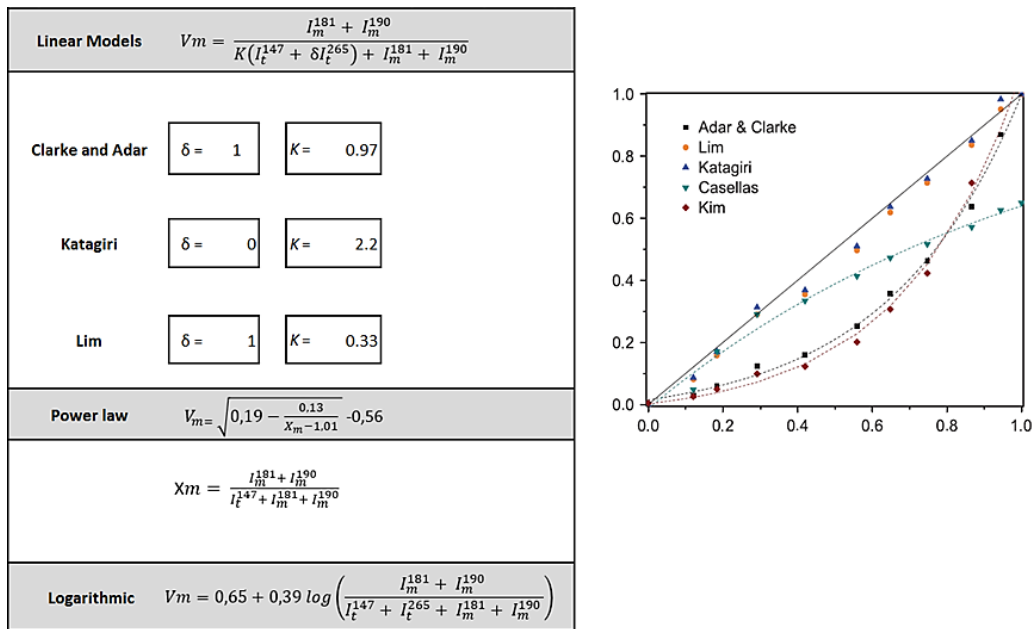 Linear Models Vm = (I_m^181 + I_m^190) / (K(I_t^147 + δI_t^265) + I_m^181 + I_m^190)
Clarke and Adar δ = 1 K = 0.97
Katagiri δ = 0 K = 2.2
Lim δ = 1 K = 0.33
Power law V_m= √(0,19 − 0,13/(X_m−1,01)) -0,56
Xm = (I_m^181 + I_m^190) / (I_t^147 + I_m^181 + I_m^190)
Logarithmic Vm = 0,65 + 0,39 log((I_m^181 + I_m^190) / (I_t^147 + I_t^265 + I_m^181 + I_m^190))
1.0
0.8
0.6
0.4
0.2
0.0
Adar & Clarke
Lim
Katagiri
Casellas
Kim
0.0 0.2 0.4 0.6 0.8 1.0